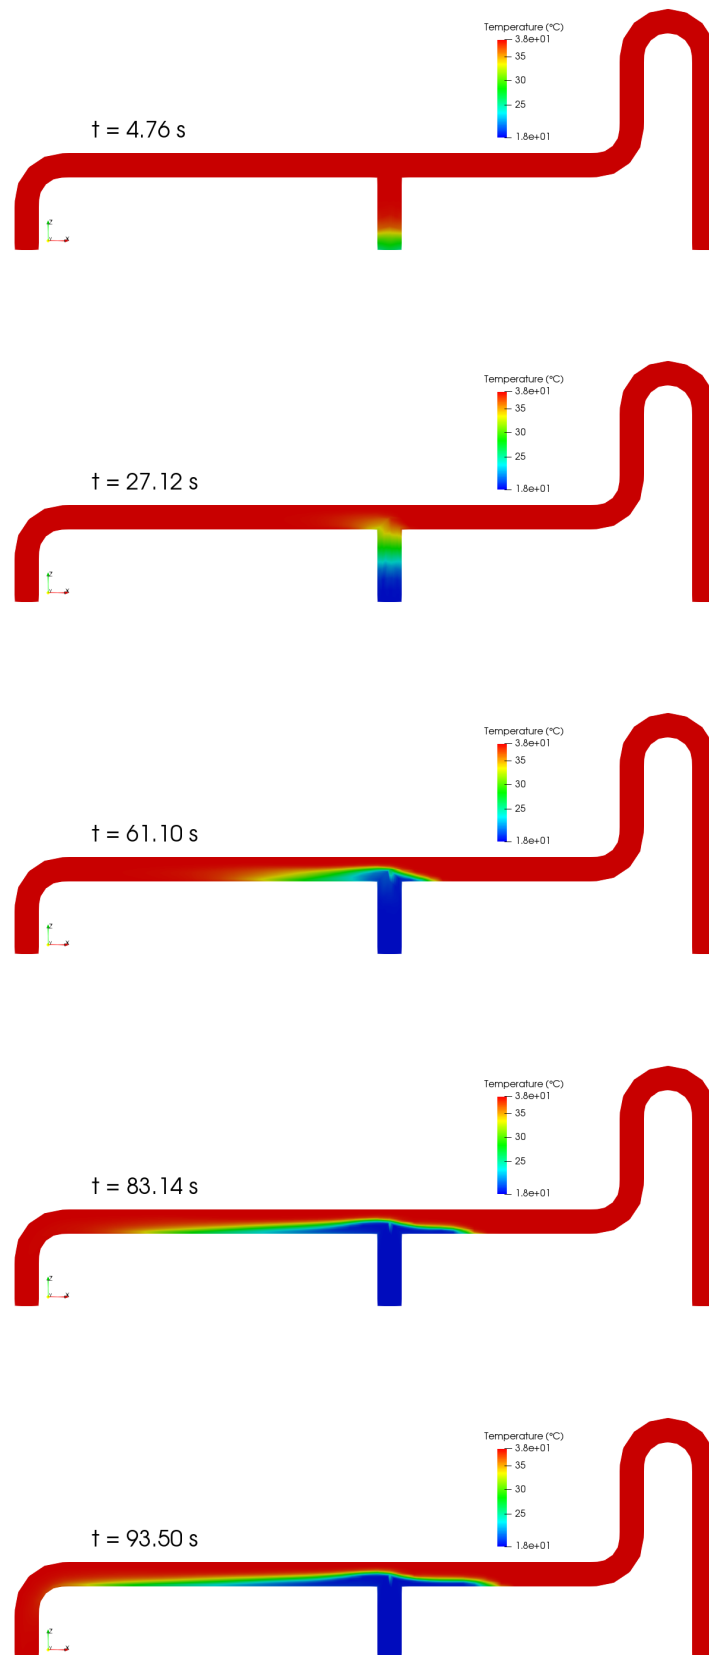 Temperature (°C)
3.8e+01
35
30
25
1.8e+01
t = 4.76 s
Z
Y
X
Temperature (°C)
3.8e+01
35
30
25
1.8e+01
t = 27.12 s
Z
Y
X
Temperature (°C)
3.8e+01
35
30
25
1.8e+01
t = 61.10 s
Z
Y
X
Temperature (°C)
3.8e+01
35
30
25
1.8e+01
t = 83.14 s
Z
Y
X
Temperature (°C)
3.8e+01
35
30
25
1.8e+01
t = 93.50 s
Z
Y
X